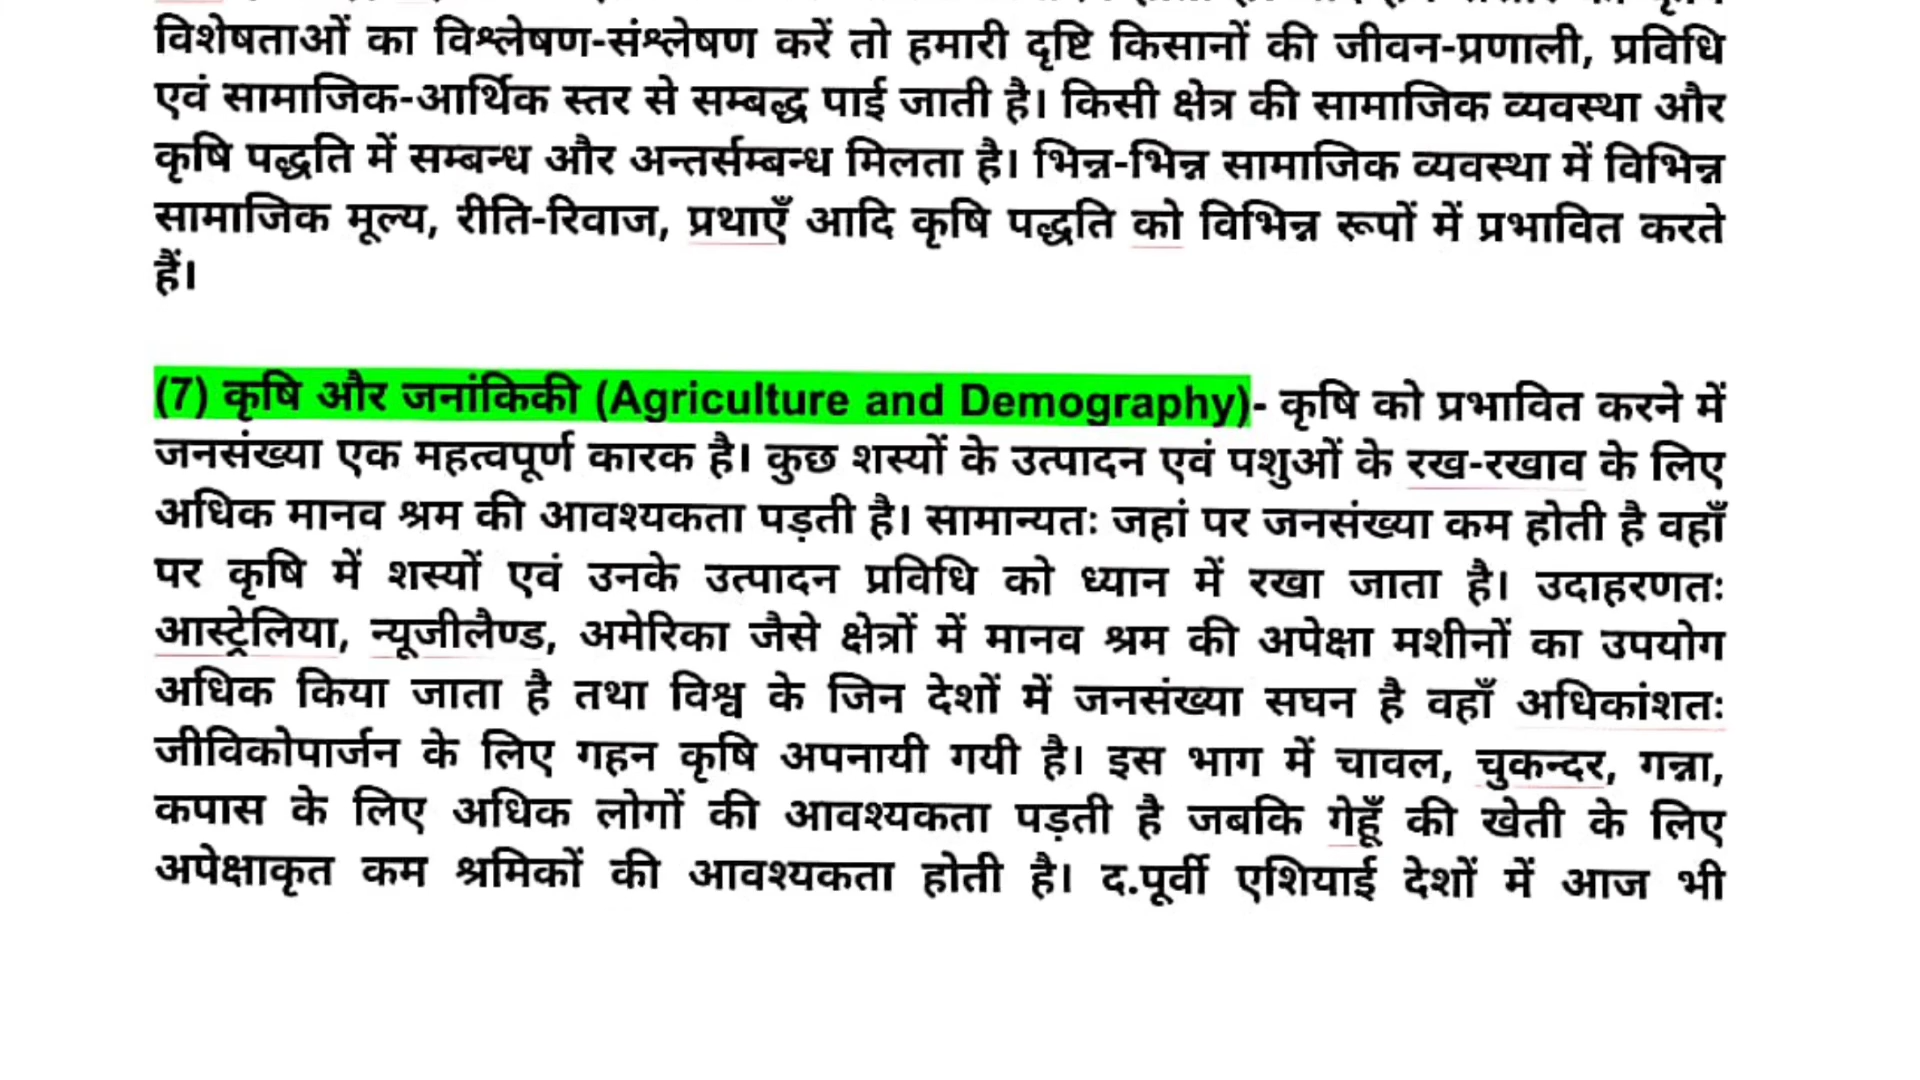 विशेषताओं का विश्लेषण-संश्लेषण करें तो हमारी दृष्टि किसानों की जीवन-प्रणाली, प्रविधि
एवं सामाजिक-आर्थिक स्तर से सम्बद्ध पाई जाती है। किसी क्षेत्र की सामाजिक व्यवस्था और
कृषि पद्धति में सम्बन्ध और अन्तर्सम्बन्ध मिलता है। भिन्न-भिन्न सामाजिक व्यवस्था में विभिन्न
सामाजिक मूल्य, रीति-रिवाज, प्रथाएँ आदि कृषि पद्धति को विभिन्न रूपों में प्रभावित करते
हैं।
(7) कृषि और जनांकिकी (Agriculture and Demography)- कृषि को प्रभावित करने में
जनसंख्या एक महत्वपूर्ण कारक है। कुछ शस्यों के उत्पादन एवं पशुओं के रख-रखाव के लिए
अधिक मानव श्रम की आवश्यकता पड़ती है। सामान्यतः जहां पर जनसंख्या कम होती है वहाँ
पर कृषि में शस्यों एवं उनके उत्पादन प्रविधि को ध्यान में रखा जाता है। उदाहरणतः
आस्ट्रेलिया, न्यूजीलैण्ड, अमेरिका जैसे क्षेत्रों में मानव श्रम की अपेक्षा मशीनों का उपयोग
अधिक किया जाता है तथा विश्व के जिन देशों में जनसंख्या सघन है वहाँ अधिकांशतः
जीविकोपार्जन के लिए गहन कृषि अपनायी गयी है। इस भाग में चावल, चुकन्दर, गन्ना,
कपास के लिए अधिक लोगों की आवश्यकता पड़ती है जबकि गेहूँ की खेती के लिए
अपेक्षाकृत कम श्रमिकों की आवश्यकता होती है। द.पूर्वी एशियाई देशों में आज भी